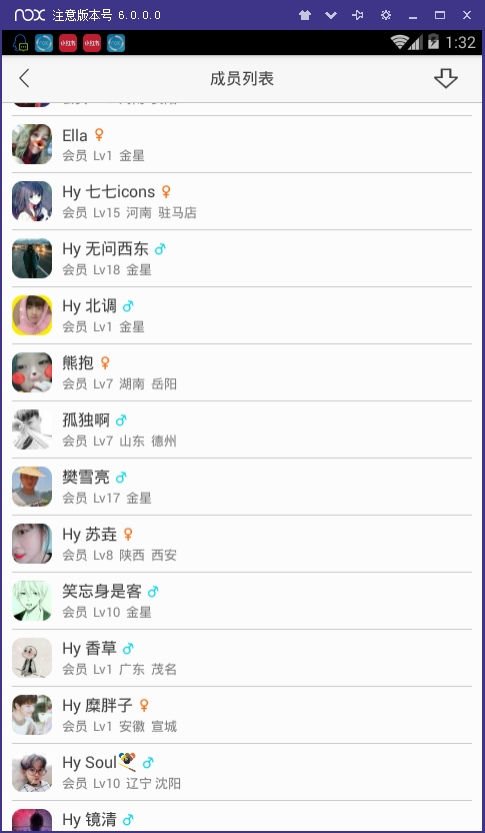 nox 注意版本号 6.0.0.0
1:32
成员列表
Ella ♀
会员 Lv1 金星
Hy 七七icons ♀
会员 Lv15 河南 驻马店
Hy 无问西东 ♂
会员 Lv18 金星
Hy 北调 ♂
会员 Lv1 金星
熊抱 ♀
会员 Lv7 湖南 岳阳
孤独啊 ♂
会员 Lv7 山东 德州
樊雪亮 ♂
会员 Lv17 金星
Hy 苏垚 ♀
会员 Lv8 陕西 西安
笑忘身是客 ♂
会员 Lv10 金星
Hy 香草 ♂
会员 Lv1 广东 茂名
Hy 糜胖子 ♀
会员 Lv1 安徽 宣城
Hy Soul ♂
会员 Lv10 辽宁 沈阳
Hy 镜清 ♂